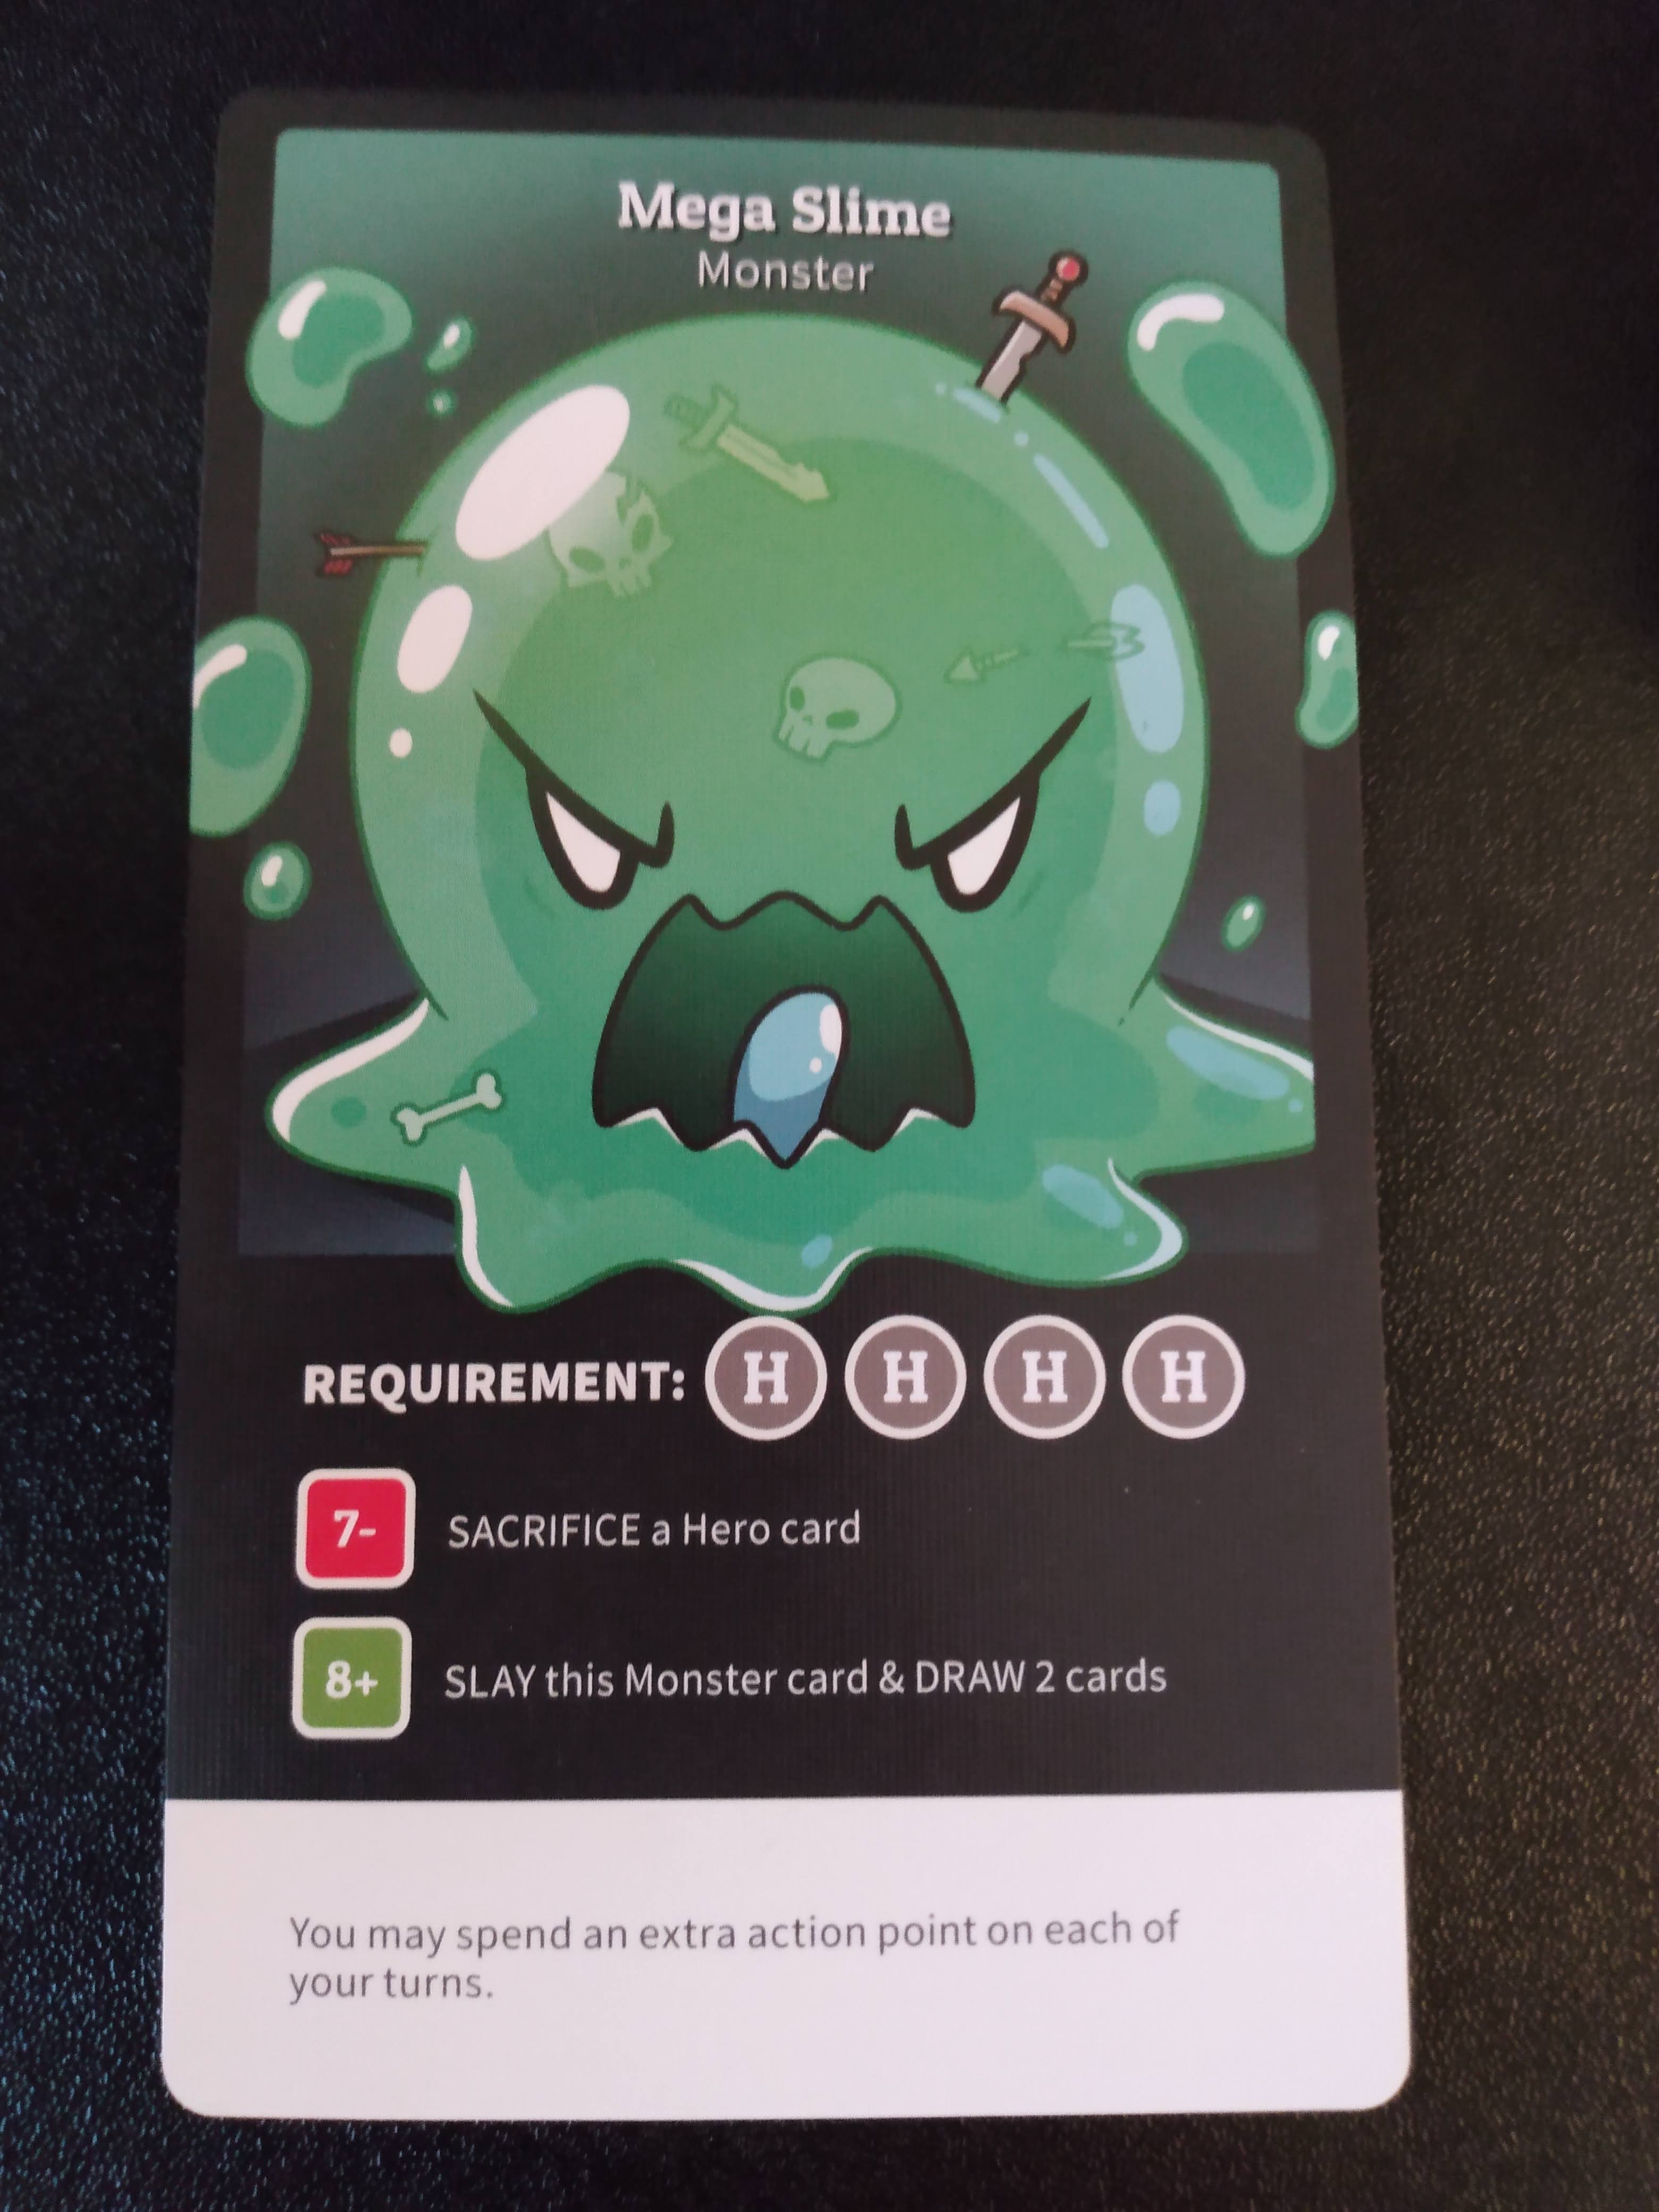 Mega Slime
Monster
REQUIREMENT: H H H H
7- SACRIFICE a Hero card
8+ SLAY this Monster card & DRAW 2 cards
You may spend an extra action point on each of
your turns.